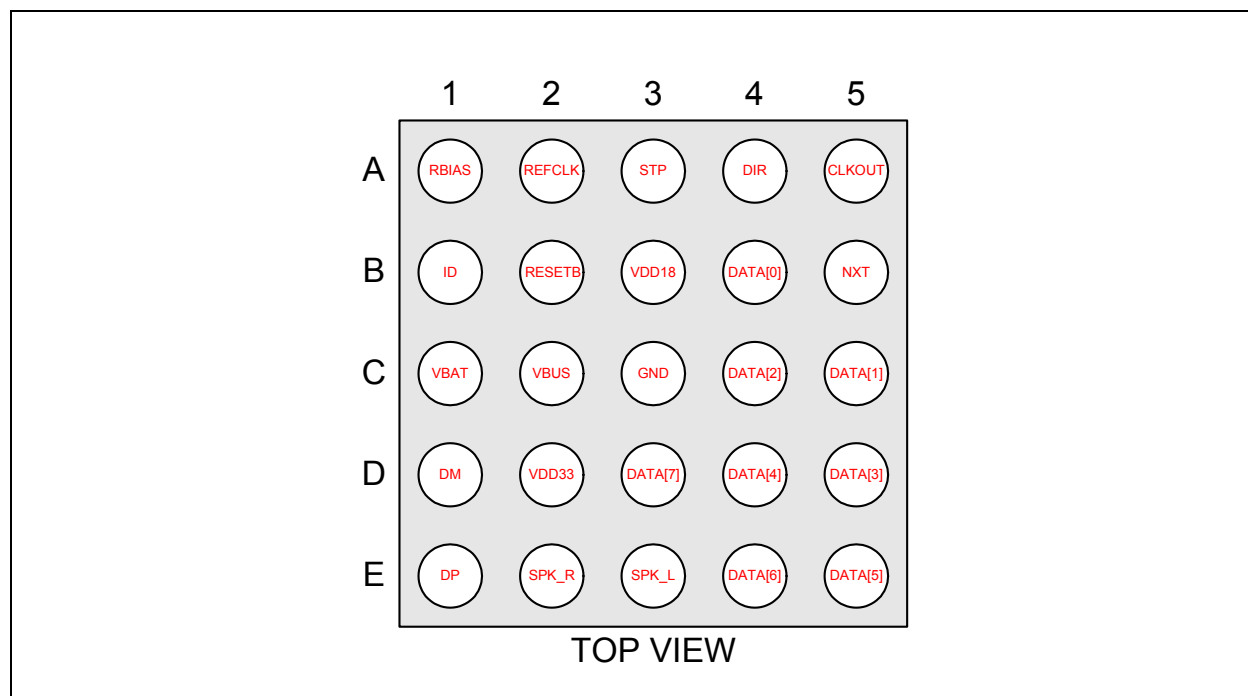 1 2 3 4 5
A RBIAS REFCLK STP DIR CLKOUT
B ID RESETB VDD18 DATA[0] NXT
C VBAT VBUS GND DATA[2] DATA[1]
D DM VDD33 DATA[7] DATA[4] DATA[3]
E DP SPK_R SPK_L DATA[6] DATA[5]
TOP VIEW